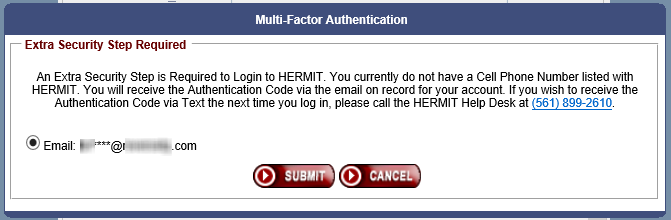 Multi-Factor Authentication
Extra Security Step Required
An Extra Security Step is Required to Login to HERMIT. You currently do not have a Cell Phone Number listed with
HERMIT. You will receive the Authentication Code via the email on record for your account. If you wish to receive the
Authentication Code via Text the next time you log in, please call the HERMIT Help Desk at (561) 899-2610.
Email: ****@r .com
SUBMIT CANCEL